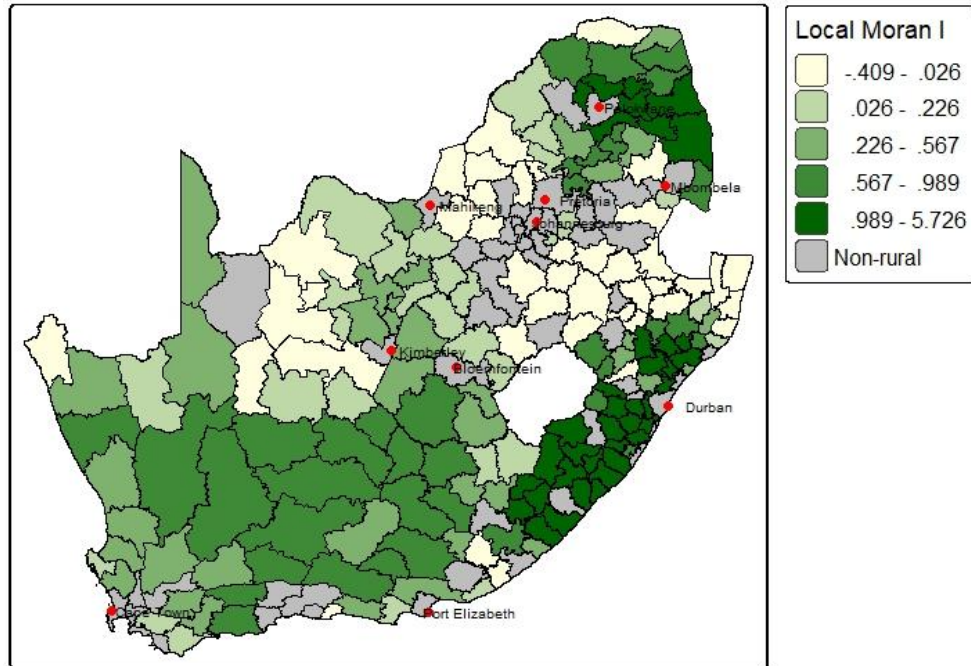 Local Moran I
-.409 - .026
.026 - .226
.226 - .567
.567 - .989
.989 - 5.726
Non-rural
Polokwane
Mbombela
Mahikeng
Pretoria
Johannesburg
Kimberley
Bloemfontein
Durban
Cape Town
Port Elizabeth